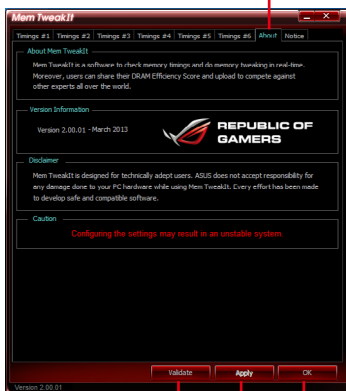 Mem TweakIt
Timings #1 Timings #2 Timings #3 Timings #4 Timings #5 Timings #6 About Notice
About Mem TweakIt
Mem TweakIt is a software to check memory timings and do memory tweaking in real-time.
Moreover, users can share their DRAM Efficiency Score and upload to compete against
other experts all over the world.
Version Information
Version 2.00.01 - March 2013
REPUBLIC OF
GAMERS
Disclaimer
Mem TweakIt is designed for technically adept users. ASUS does not accept responsibility for
any damage done to your PC hardware while using Mem TweakIt. Every effort has been made
to develop safe and compatible software.
Caution
Configuring the settings may result in an unstable system.
Validate Apply OK
Version 2.00.01